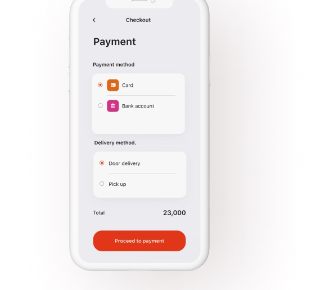 Checkout
Payment
Payment method
Card
Bank account
Delivery method.
Door delivery
Pick up
Total 23,000
Proceed to payment